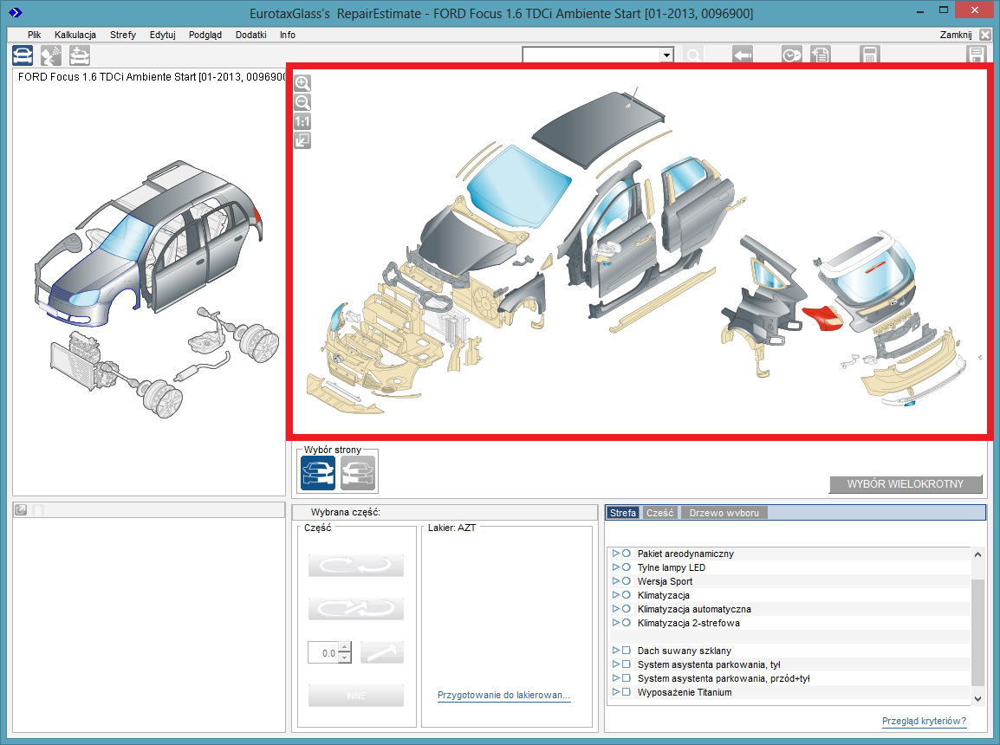 EurotaxGlass's RepairEstimate - FORD Focus 1.6 TDCi Ambiente Start [01-2013, 0096900]
Plik Kalkulacja Strefy Edytuj Podgląd Dodatki Info Zamknij
FORD Focus 1.6 TDCi Ambiente Start [01-2013, 0096900
1:1
Wybór strony
WYBÓR WIELOKROTNY
Wybrana część:
Część
Lakier: AZT
0.0
INNE
Przygotowanie do lakierowan...
Strefa Cześć Drzewo wvboru
Pakiet areodynamiczny
Tylne lampy LED
Wersja Sport
Klimatyzacja
Klimatyzacja automatyczna
Klimatyzacja 2-strefowa
Dach suwany szklany
System asystenta parkowania, tył
System asystenta parkowania, przód+tył
Wyposażenie Titanium
Przegląd kryteriów?